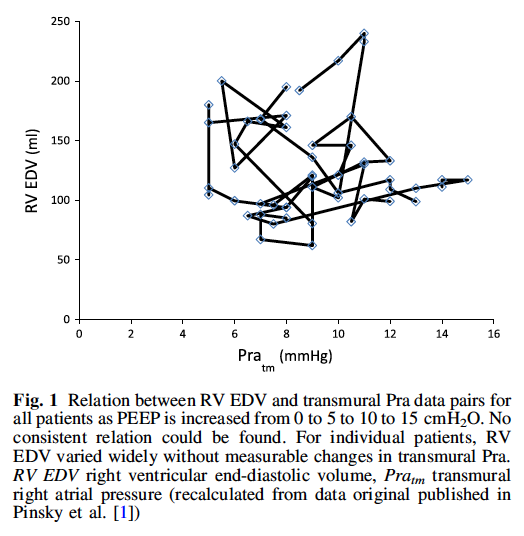 250
200
150
100
50
0
RV EDV (ml)
0 2 4 6 8 10 12 14 16
Pra tm (mmHg)
Fig. 1 Relation between RV EDV and transmural Pra data pairs for
all patients as PEEP is increased from 0 to 5 to 10 to 15 cmH₂O. No
consistent relation could be found. For individual patients, RV
EDV varied widely without measurable changes in transmural Pra.
RV EDV right ventricular end-diastolic volume, Pratm transmural
right atrial pressure (recalculated from data original published in
Pinsky et al. [1])